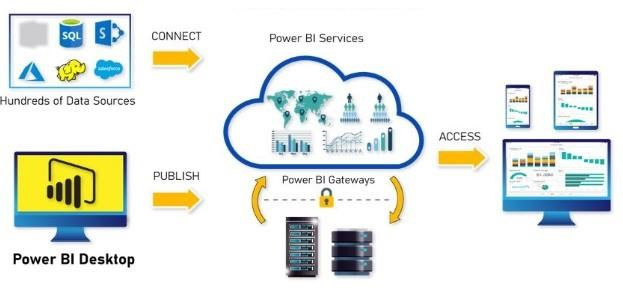 CONNECT
Power BI Services
SQL
S
salesforce
Hundreds of Data Sources
ACCESS
PUBLISH
Power BI Gateways
Power BI Desktop